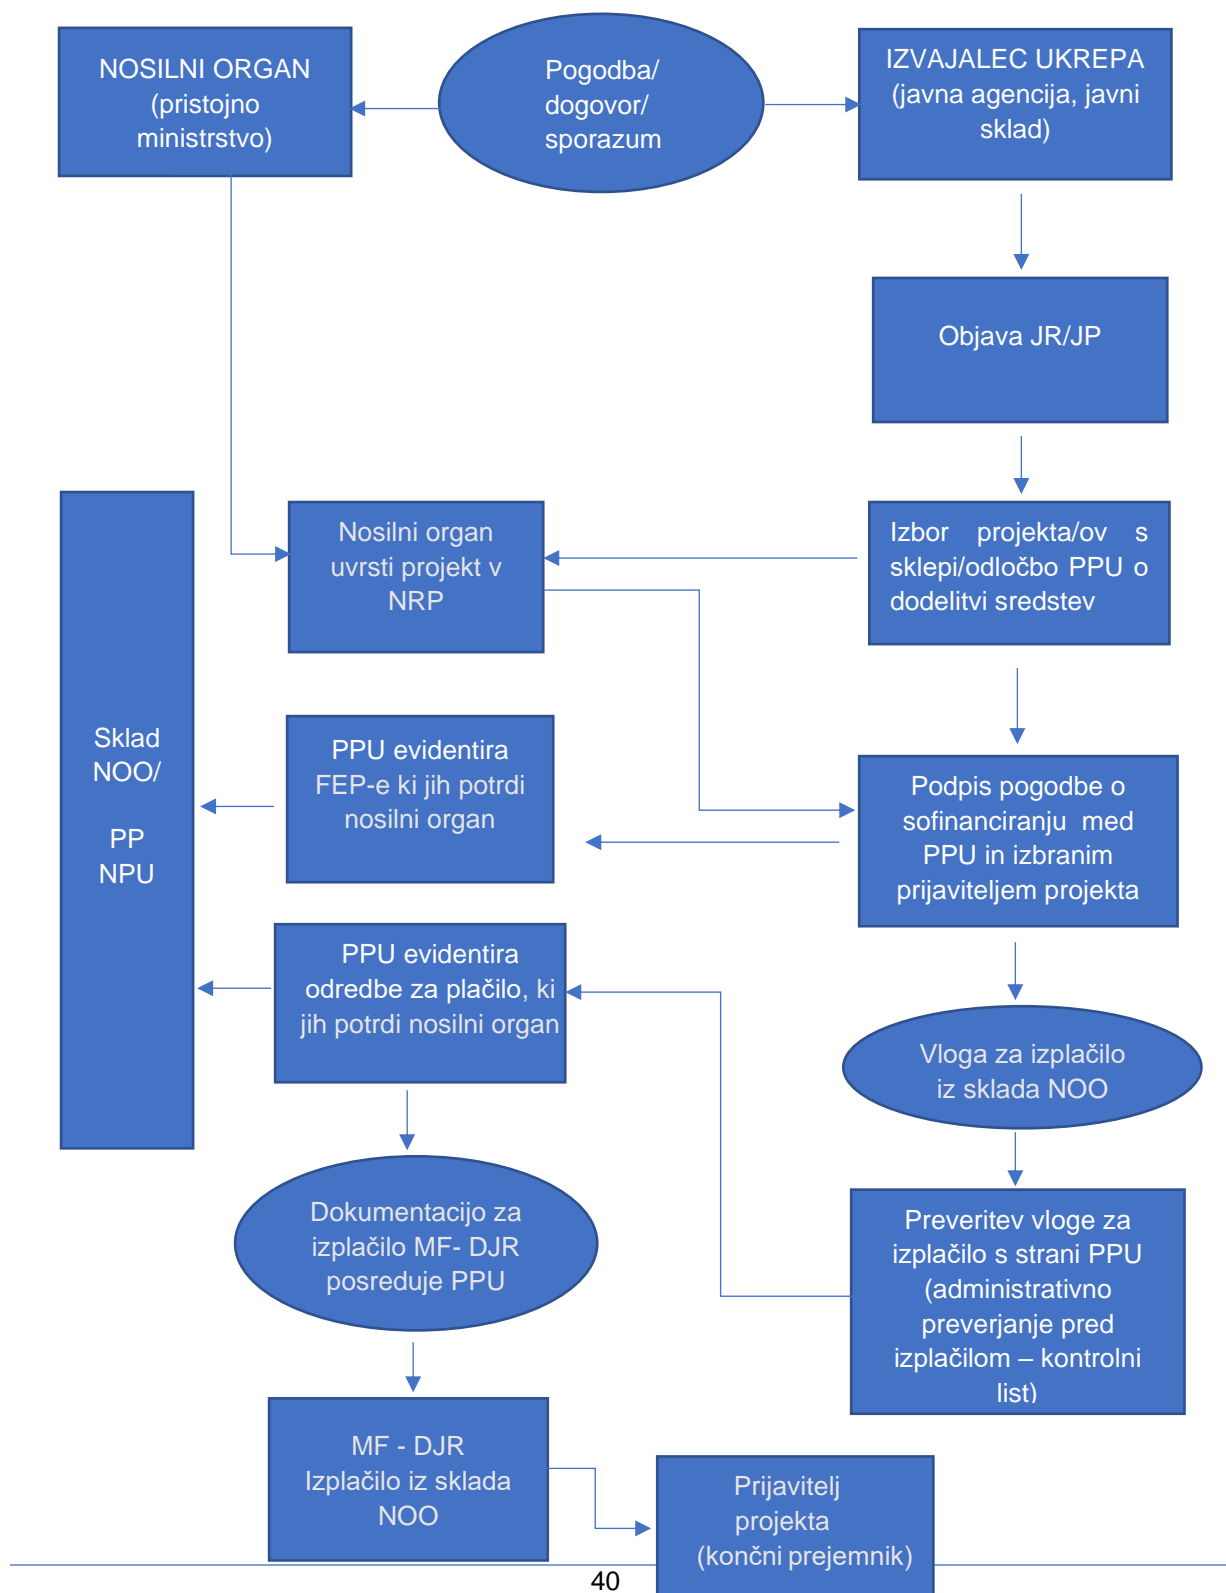 NOSILNI ORGAN
(pristojno
ministrstvo)
Pogodba/
dogovor/
sporazum
IZVAJALEC UKREPA
(javna agencija, javni
sklad)
Objava JR/JP
Sklad
NOO/
PP
NPU
Nosilni organ
uvrsti projekt v
NRP
Izbor projekta/ov s
sklepi/odločbo PPU o
dodelitvi sredstev
PPU evidentira
FEP-e ki jih potrdi
nosilni organ
Podpis pogodbe o
sofinanciranju med
PPU in izbranim
prijaviteljem projekta
PPU evidentira
odredbe za plačilo, ki
jih potrdi nosilni organ
Vloga za izplačilo
iz sklada NOO
Dokumentacijo za
izplačilo MF- DJR
posreduje PPU
Preveritev vloge za
izplačilo s strani PPU
(administrativno
preverjanje pred
izplačilom – kontrolni
list)
MF - DJR
Izplačilo iz sklada
NOO
Prijavitelj
projekta
(končni prejemnik)
40